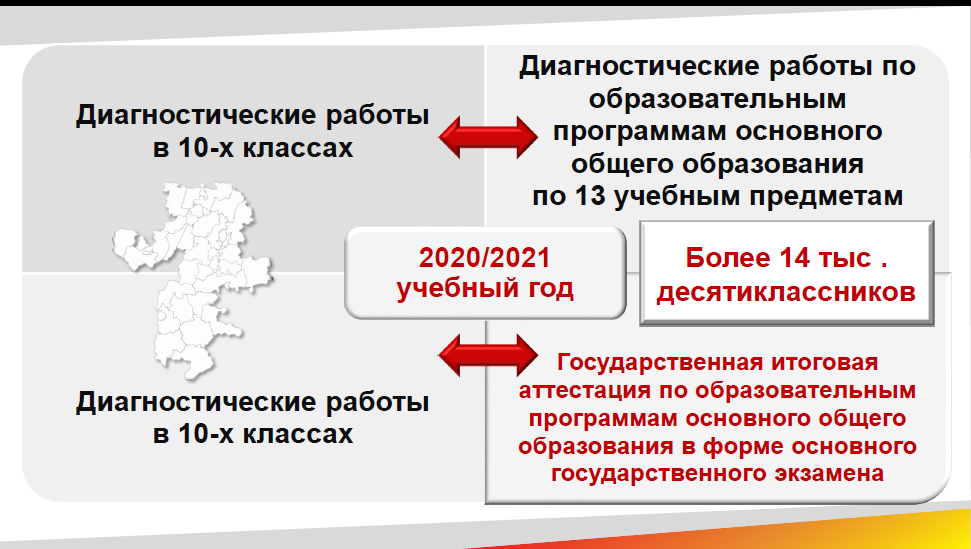 Диагностические работы
в 10-х классах
Диагностические работы по
образовательным
программам основного
общего образования
по 13 учебным предметам
2020/2021
учебный год
Более 14 тыс .
десятиклассников
Диагностические работы
в 10-х классах
Государственная итоговая
аттестация по образовательным
программам основного общего
образования в форме основного
государственного экзамена